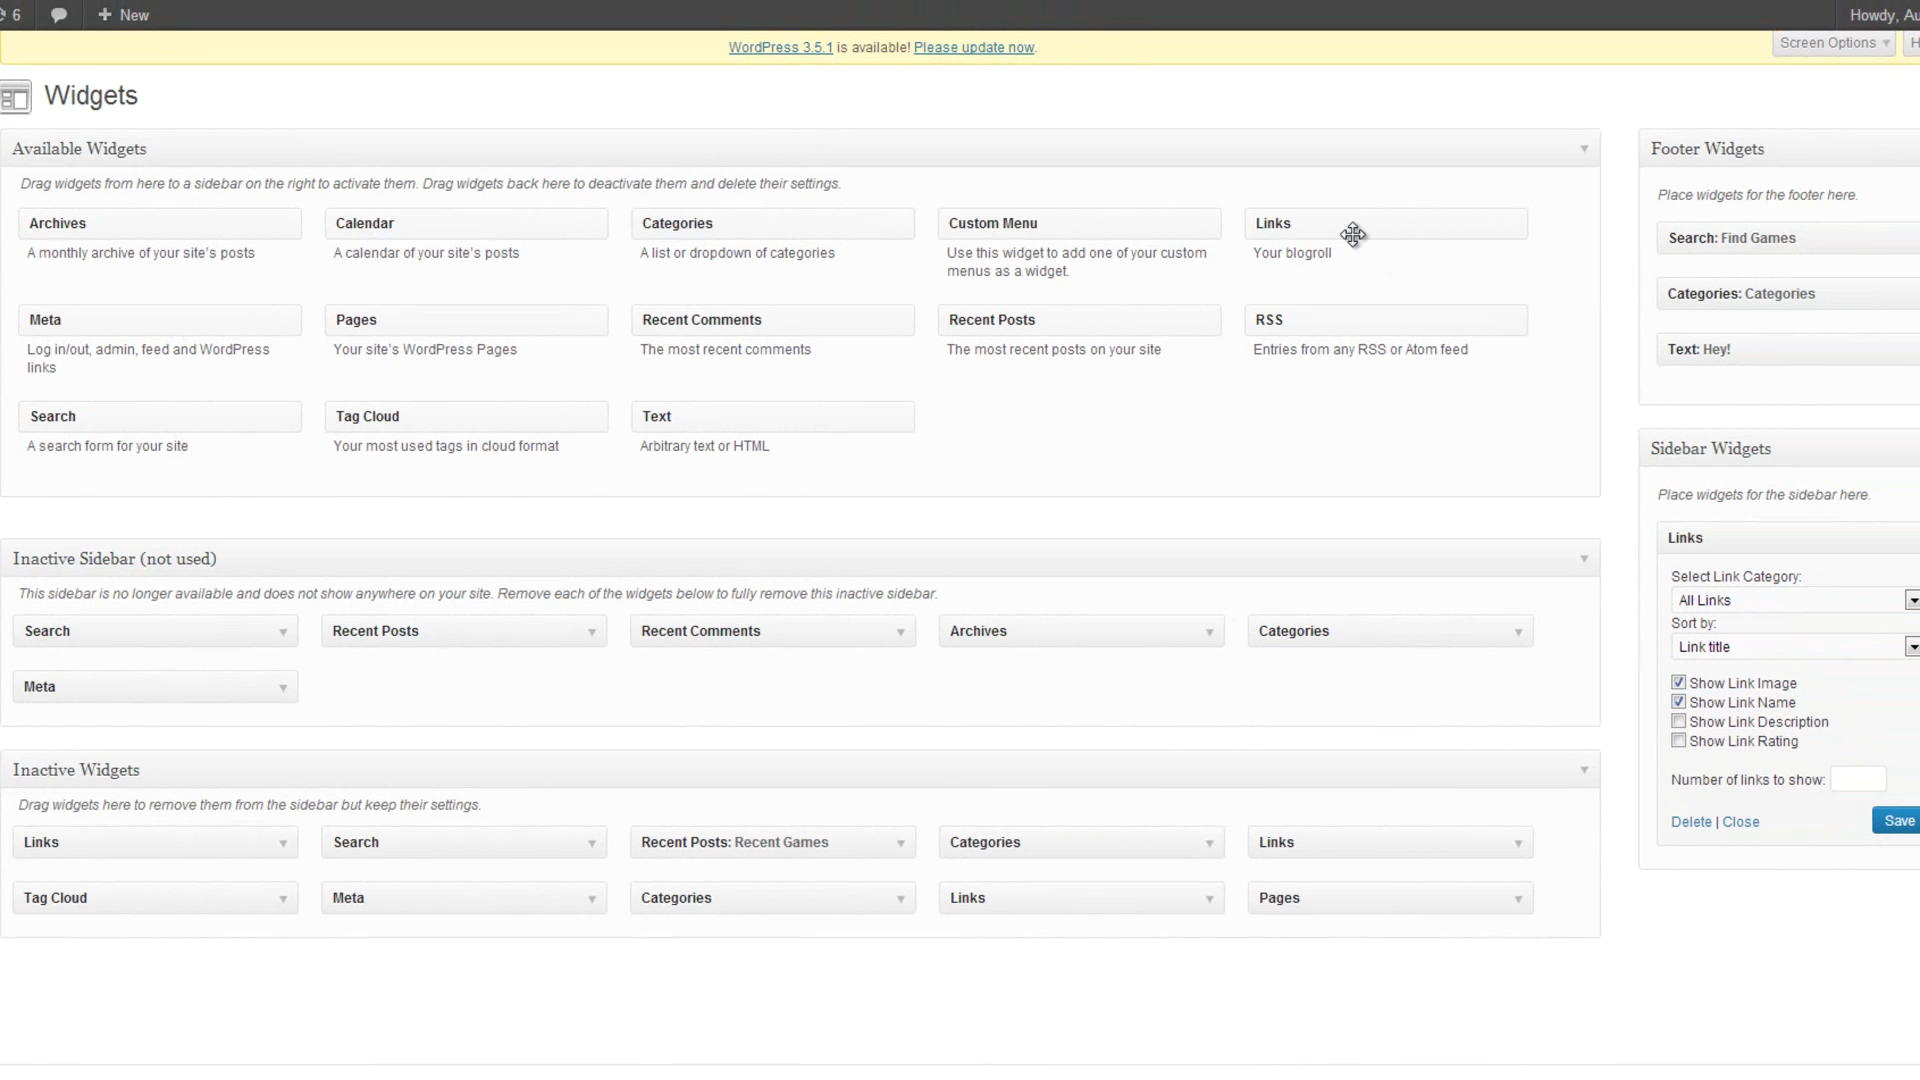 6
New
Howdy, Au
WordPress 3.5.1 is available! Please update now.
Screen Options
H
Widgets
Available Widgets
Drag widgets from here to a sidebar on the right to activate them. Drag widgets back here to deactivate them and delete their settings.
Archives
Calendar
Categories
Custom Menu
Links
A monthly archive of your site's posts
A calendar of your site's posts
A list or dropdown of categories
Use this widget to add one of your custom
menus as a widget.
Your blogroll
Meta
Pages
Recent Comments
Recent Posts
RSS
Log in/out, admin, feed and WordPress
links
Your site's WordPress Pages
The most recent comments
The most recent posts on your site
Entries from any RSS or Atom feed
Search
Tag Cloud
Text
A search form for your site
Your most used tags in cloud format
Arbitrary text or HTML
Inactive Sidebar (not used)
This sidebar is no longer available and does not show anywhere on your site. Remove each of the widgets below to fully remove this inactive sidebar.
Search
Recent Posts
Recent Comments
Archives
Categories
Meta
Inactive Widgets
Drag widgets here to remove them from the sidebar but keep their settings.
Links
Search
Recent Posts: Recent Games
Categories
Links
Tag Cloud
Meta
Categories
Links
Pages
Footer Widgets
Place widgets for the footer here.
Search: Find Games
Categories: Categories
Text: Hey!
Sidebar Widgets
Place widgets for the sidebar here.
Links
Select Link Category:
All Links
Sort by:
Link title
Show Link Image
Show Link Name
Show Link Description
Show Link Rating
Number of links to show:
Delete | Close
Save